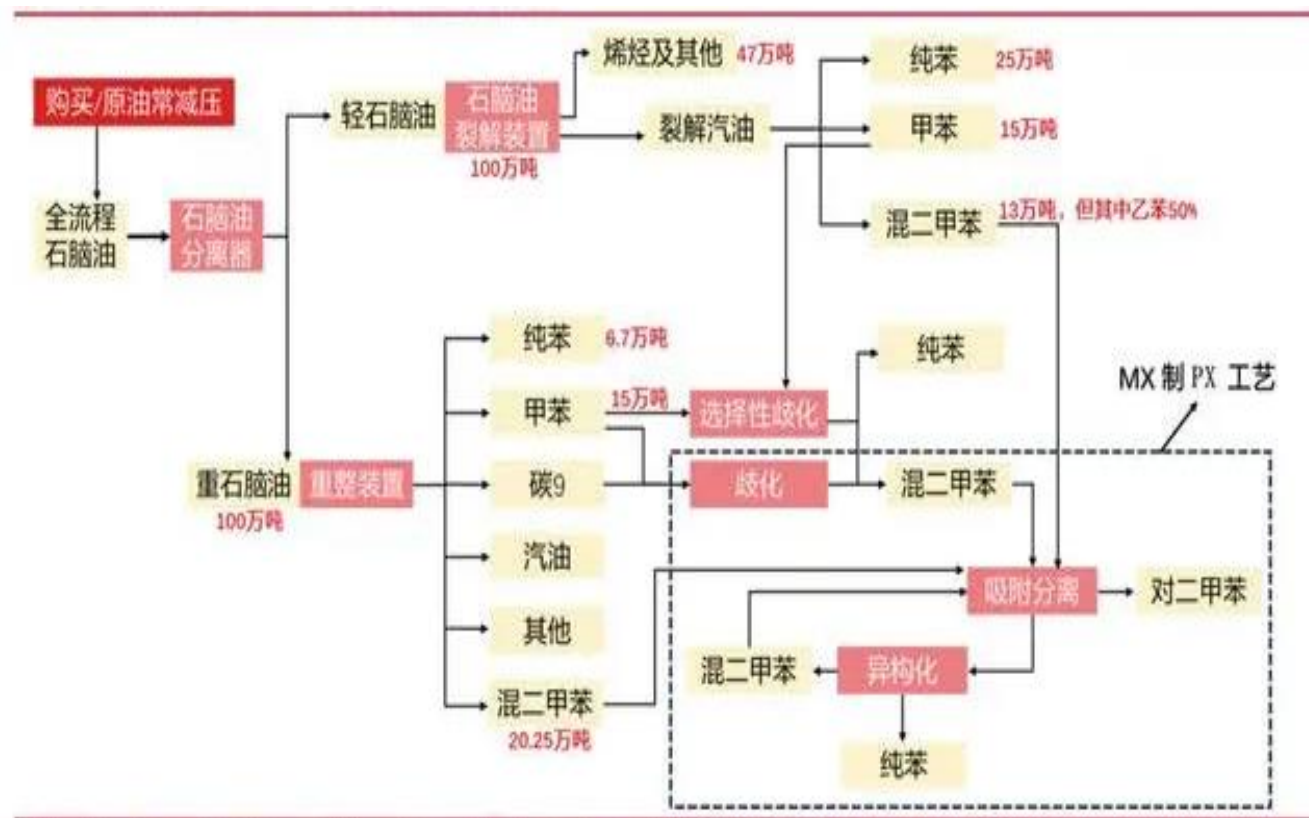 购买/原油常减压
全流程
石脑油
石脑油
分离器
轻石脑油
石脑油
裂解装置
100万吨
烯烃及其他
47万吨
裂解汽油
纯苯
25万吨
甲苯
15万吨
混二甲苯
13万吨，但其中乙苯50%
重石脑油
100万吨
重整装置
纯苯
6.7万吨
甲苯
15万吨
碳9
汽油
其他
混二甲苯
20.25万吨
选择性歧化
纯苯
MX 制 PX 工艺
歧化
混二甲苯
吸附分离
对二甲苯
混二甲苯
异构化
纯苯